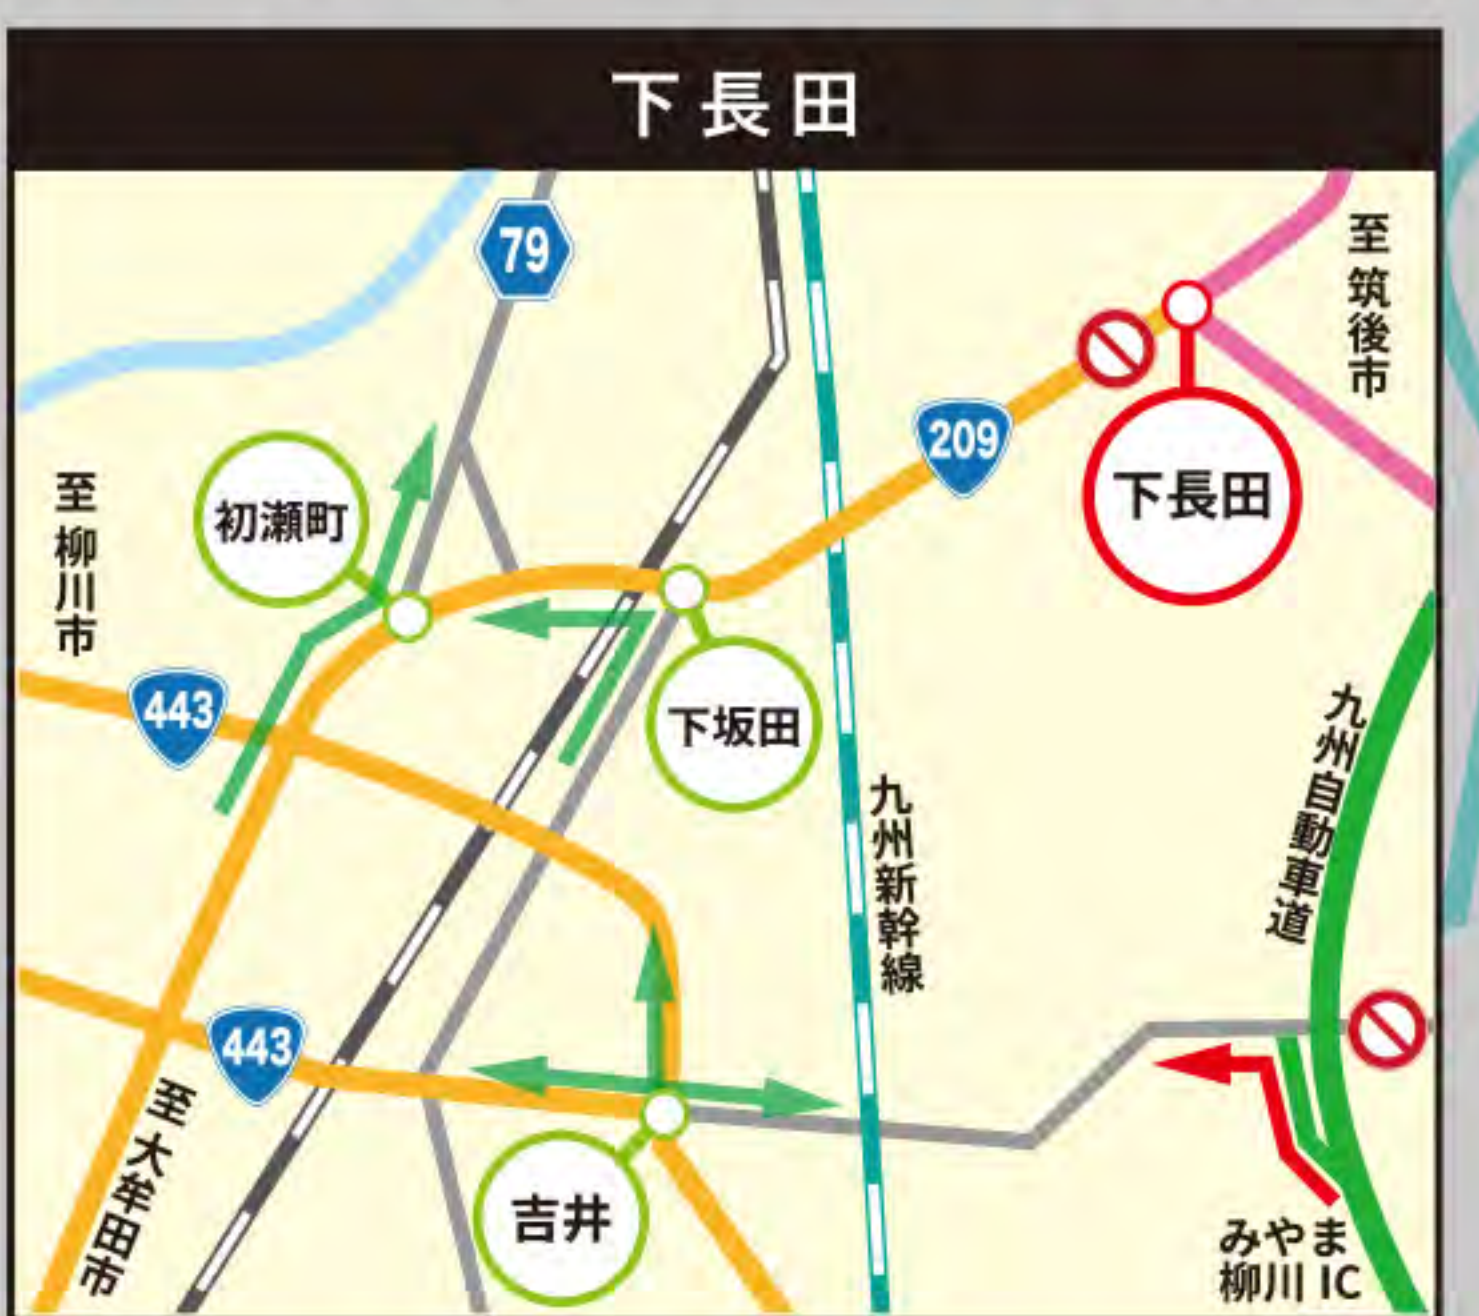 下長田
79
至 筑後市
209
下長田
至 柳川市
初瀬町
443
下坂田
九州自動車道
九州新幹線
443
至 大牟田市
吉井
みやま
柳川 IC